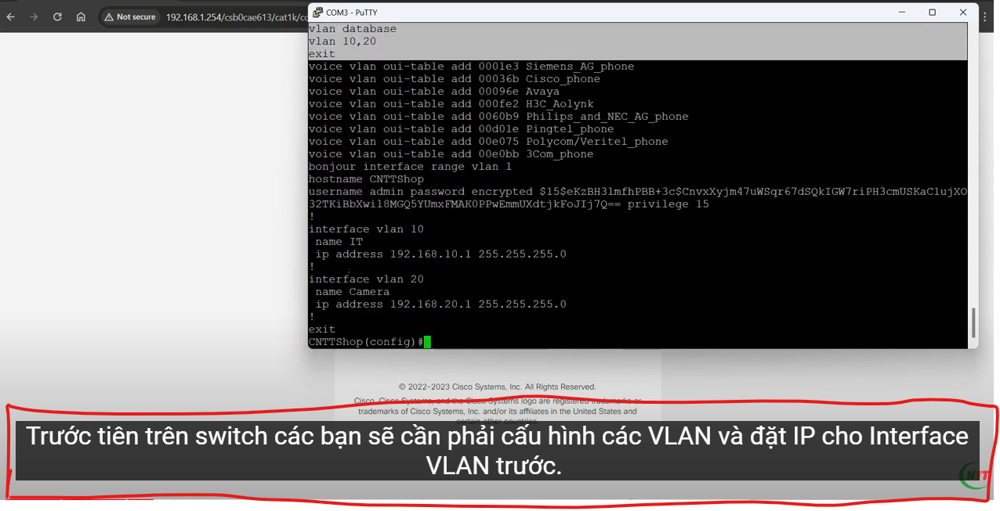 Not secure
192.168.1.254/csb0cae613/cat1k/cc
COM3 - PuTTY
vlan database
vlan 10,20
exit
voice vlan oui-table add 0001e3 Siemens_AG_phone
voice vlan oui-table add 00036b Cisco_phone
voice vlan oui-table add 00096e Avaya
voice vlan oui-table add 000fe2 H3C_Aolynk
voice vlan oui-table add 0060b9 Philips_and_NEC_AG_phone
voice vlan oui-table add 00d01e Pingtel_phone
voice vlan oui-table add 00e075 Polycom/Veritel_phone
voice vlan oui-table add 00e0bb 3Com_phone
bonjour interface range vlan 1
hostname CNTTShop
username admin password encrypted $15$eKzBH3lmfhPBB+3c$CnvxXyjm47uWSqr67dSQkIGW7riPH3cmUSKaC1ujXO
32TKiBbXwil8MGQ5YUmxFMAK0PPwEmmUXdtjkFoJIj7Q== privilege 15
!
interface vlan 10
name IT
ip address 192.168.10.1 255.255.255.0
!
interface vlan 20
name Camera
ip address 192.168.20.1 255.255.255.0
!
exit
CNTTShop(config)#
© 2022-2023 Cisco Systems, Inc. All Rights Reserved.
Cisco, Cisco Systems, and the Cisco Systems logo are registered trademarks or
trademarks of Cisco Systems, Inc. and/or its affiliates in the United States and
certain other countries.
Trước tiên trên switch các bạn sẽ cần phải cấu hình các VLAN và đặt IP cho Interface
VLAN trước.
NTT